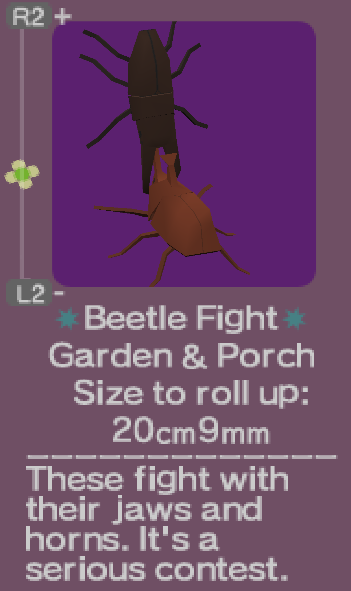 R2 +
L2 -
Beetle Fight
Garden & Porch
Size to roll up:
20cm9mm
These fight with
their jaws and
horns. It's a
serious contest.